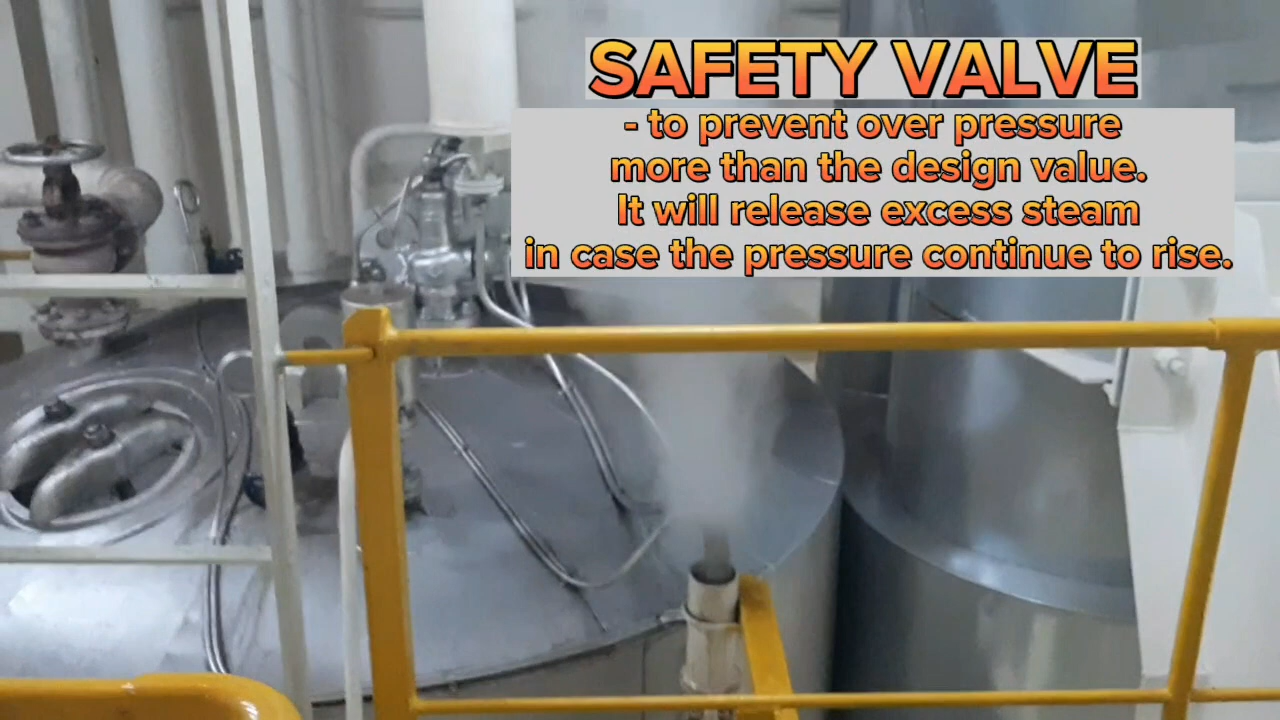 SAFETY VALVE
- to prevent over pressure
more than the design value.
It will release excess steam
in case the pressure continue to rise.